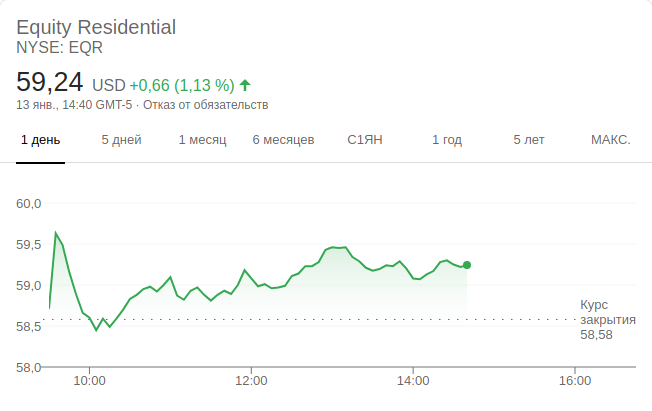 Equity Residential
NYSE: EQR
59,24 USD +0,66 (1,13 %)
13 янв., 14:40 GMT-5 · Отказ от обязательств
1 день 5 дней 1 месяц 6 месяцев С1ЯН 1 год 5 лет МАКС.
60,0
59,5
59,0
58,5
58,0
Курс
закрытия
58,58
10:00 12:00 14:00 16:00